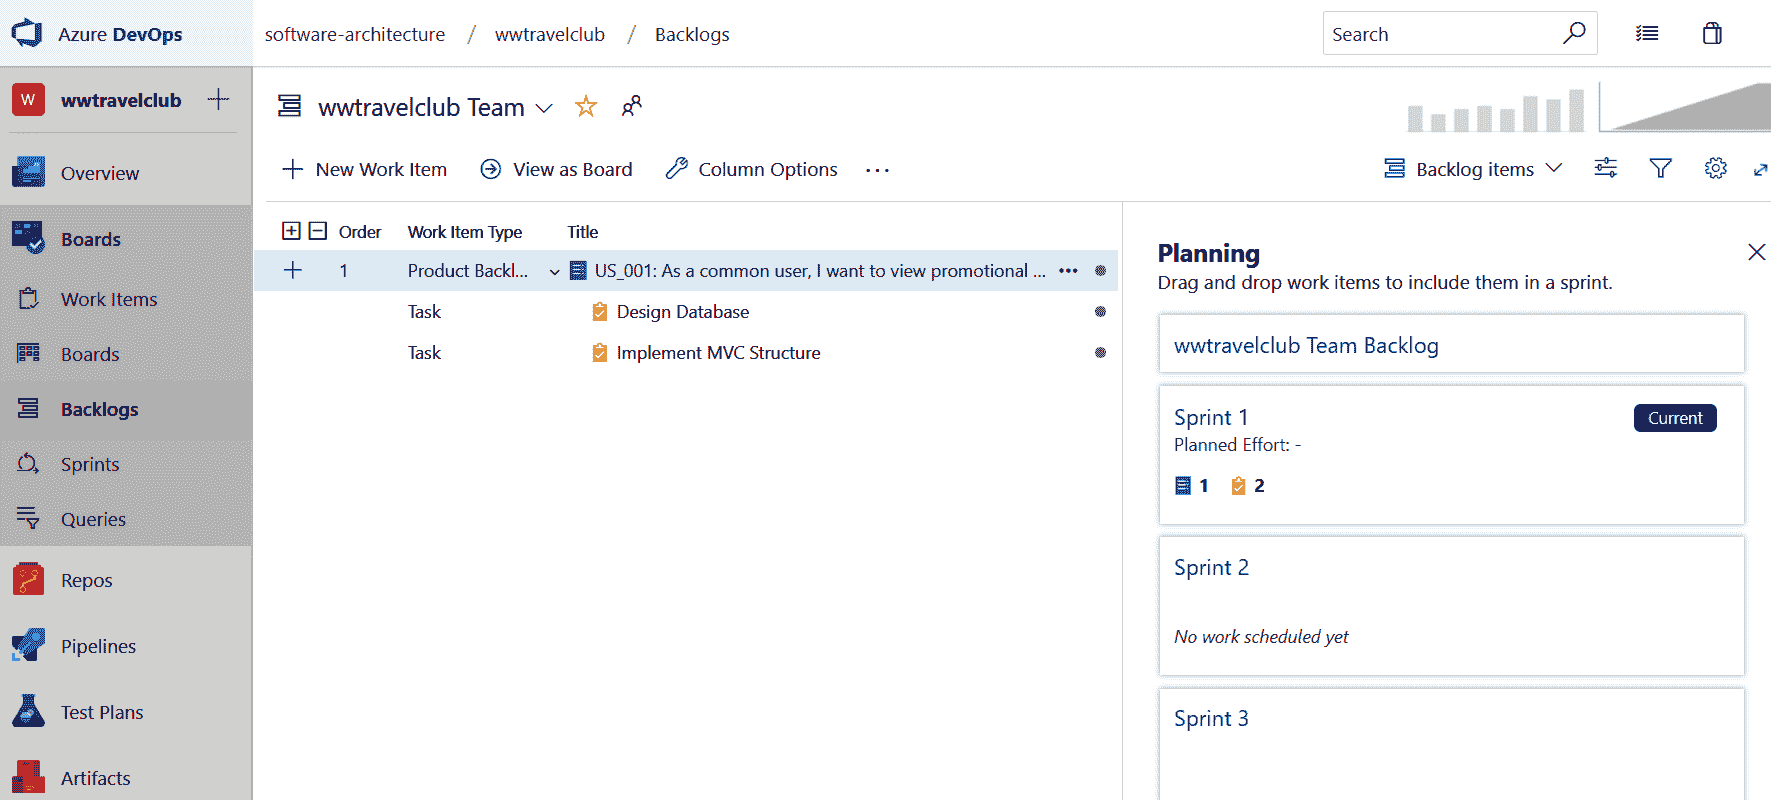 Azure DevOps
software-architecture / wwtravelclub / Backlogs
Search
W wwtravelclub
wwtravelclub Team
Overview
New Work Item
View as Board
Column Options
Backlog items
Boards
Work Items
Boards
Backlogs
Sprints
Queries
Repos
Pipelines
Test Plans
Artifacts
Order Work Item Type Title
1 Product Backl... US_001: As a common user, I want to view promotional ...
Task Design Database
Task Implement MVC Structure
Planning
Drag and drop work items to include them in a sprint.
wwtravelclub Team Backlog
Sprint 1 Current
Planned Effort: -
1 2
Sprint 2
No work scheduled yet
Sprint 3